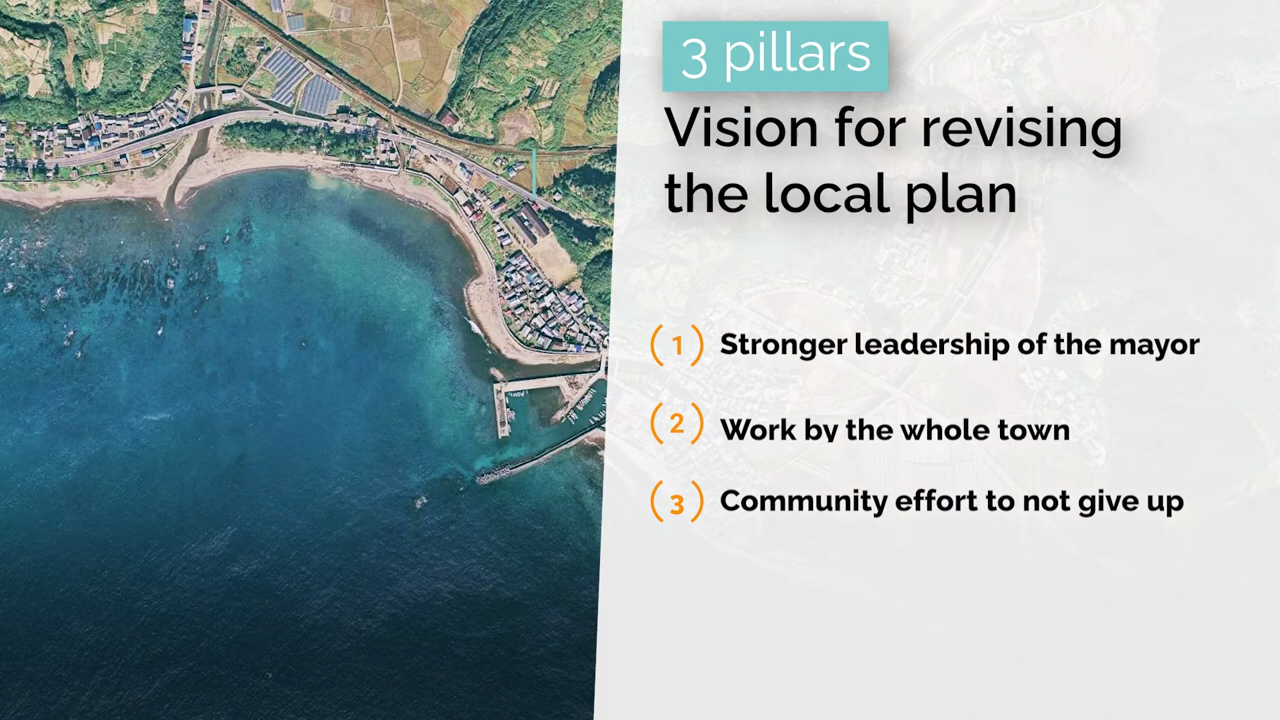 3 pillars
Vision for revising
the local plan
(1) Stronger leadership of the mayor
(2) Work by the whole town
(3) Community effort to not give up